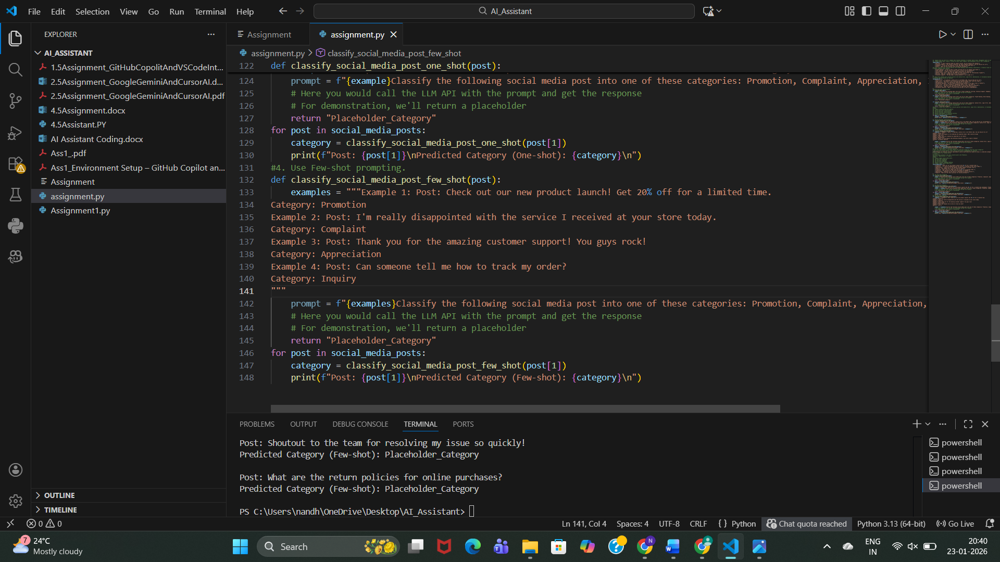 File Edit Selection View Go Run Terminal Help
AI_Assistant
EXPLORER
AI_ASSISTANT
1.5Assignment_GitHubCopolitAndVSCodeInt...
2.5Assignment_GoogleGeminiAndCursorAI.d...
2.5Assignment_GoogleGeminiAndCursorAI.pdf
4.5Assignment.docx
4.5Assistant.PY
AI Assistant Coding.docx
Ass1_.pdf
Ass1_Environment Setup – GitHub Copilot an...
Assignment
assignment.py
Assignment1.py
OUTLINE
TIMELINE
Assignment
assignment.py
assignment.py > classify_social_media_post_few_shot
122 def classify_social_media_post_one_shot(post):
124     prompt = f"{example}Classify the following social media post into one of these categories: Promotion, Complaint, Appreciation,
125     # Here you would call the LLM API with the prompt and get the response
126     # For demonstration, we'll return a placeholder
127     return "Placeholder_Category"
128 for post in social_media_posts:
129     category = classify_social_media_post_one_shot(post[1])
130     print(f"Post: {post[1]}\nPredicted Category (One-shot): {category}\n")
131 #4. Use Few-shot prompting.
132 def classify_social_media_post_few_shot(post):
133     examples = """Example 1: Post: Check out our new product launch! Get 20% off for a limited time.
134 Category: Promotion
135 Example 2: Post: I'm really disappointed with the service I received at your store today.
136 Category: Complaint
137 Example 3: Post: Thank you for the amazing customer support! You guys rock!
138 Category: Appreciation
139 Example 4: Post: Can someone tell me how to track my order?
140 Category: Inquiry
141 """
142     prompt = f"{examples}Classify the following social media post into one of these categories: Promotion, Complaint, Appreciation,
143     # Here you would call the LLM API with the prompt and get the response
144     # For demonstration, we'll return a placeholder
145     return "Placeholder_Category"
146 for post in social_media_posts:
147     category = classify_social_media_post_few_shot(post[1])
148     print(f"Post: {post[1]}\nPredicted Category (Few-shot): {category}\n")
PROBLEMS OUTPUT DEBUG CONSOLE TERMINAL PORTS
Post: Shoutout to the team for resolving my issue so quickly!
Predicted Category (Few-shot): Placeholder_Category
Post: What are the return policies for online purchases?
Predicted Category (Few-shot): Placeholder_Category
PS C:\Users\nandh\OneDrive\Desktop\AI_Assistant>
powershell
powershell
powershell
powershell
0 0
Ln 141, Col 4 Spaces: 4 UTF-8 CRLF {} Python Chat quota reached Python 3.13 (64-bit) Go Live
7
24°C
Mostly cloudy
Search
N
ENG
IN
20:40
23-01-2026